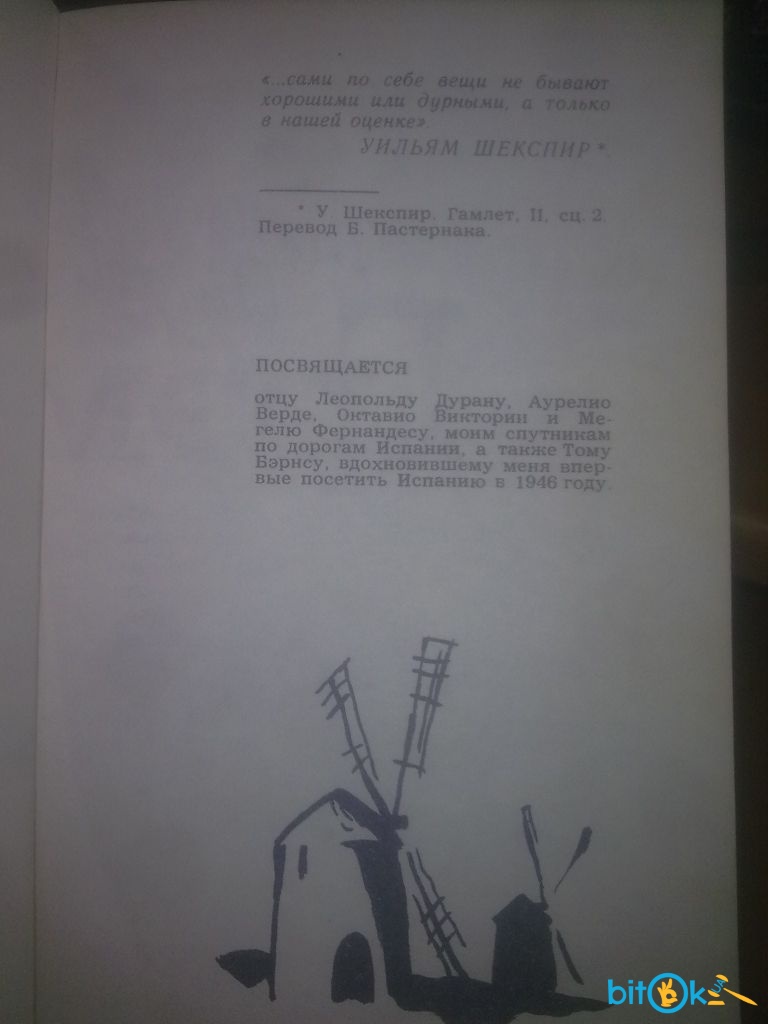 «...сами по себе вещи не бывают
хорошими или дурными, а только
в нашей оценке».
УИЛЬЯМ ШЕКСПИР *.
* У. Шекспир. Гамлет, II, сц. 2.
Перевод Б. Пастернака.
ПОСВЯЩАЕТСЯ
отцу Леопольду Дурану, Аурелио
Верде, Октавио Викторин и Ме-
гелю Фернандесу, моим спутникам
по дорогам Испании, а также Тому
Бэрнсу, вдохновившему меня впер-
вые посетить Испанию в 1946 году.
bitOk UA